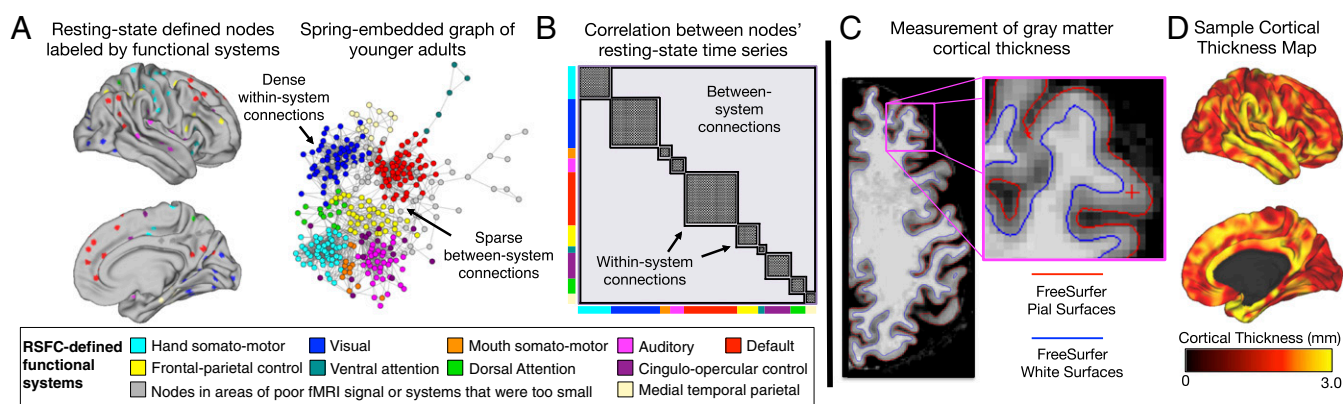 A
Resting-state defined nodes
labeled by functional systems
Spring-embedded graph of
younger adults
Dense
within-system
connections
Sparse
between-system
connections
B
Correlation between nodes'
resting-state time series
Between-
system
connections
Within-system
connections
C
Measurement of gray matter
cortical thickness
FreeSurfer
Pial Surfaces
FreeSurfer
White Surfaces
D
Sample Cortical
Thickness Map
Cortical Thickness (mm)
0
3.0
RSFC-defined
functional
systems
Hand somato-motor
Visual
Mouth somato-motor
Auditory
Default
Frontal-parietal control
Ventral attention
Dorsal Attention
Cingulo-opercular control
Nodes in areas of poor fMRI signal or systems that were too small
Medial temporal parietal